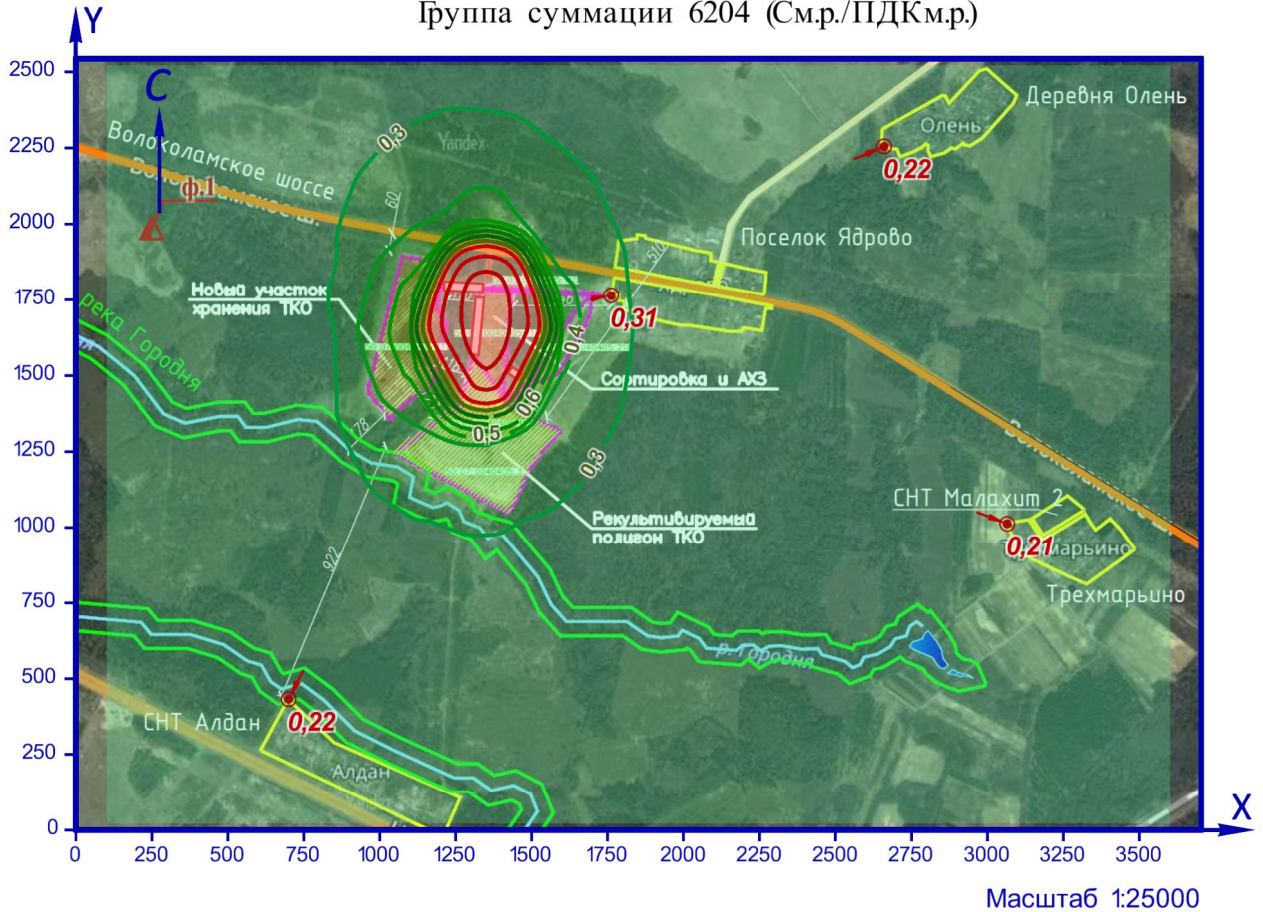 Группа суммации 6204 (См.р./ПДКм.р.)
Y
2500
2250
2000
1750
1500
1250
1000
750
500
250
0
0 250 500 750 1000 1250 1500 1750 2000 2250 2500 2750 3000 3250 3500
X
Масштаб 1:25000
С
ф.1
Волоколамское шоссе
Yandex
0,3
60
Деревня Олень
Олень
0,22
Поселок Ядрово
510
0,31
Новый участок
хранения ТКО
река Городня
0,4
Сортировка и АХЗ
0,6
0,5
78
0,3
Рекультивируемый
полигон ТКО
922
СНТ Малахит 2
0,21
Трехмарьино
р. Городня
СНТ Алдан
0,22
Алдан